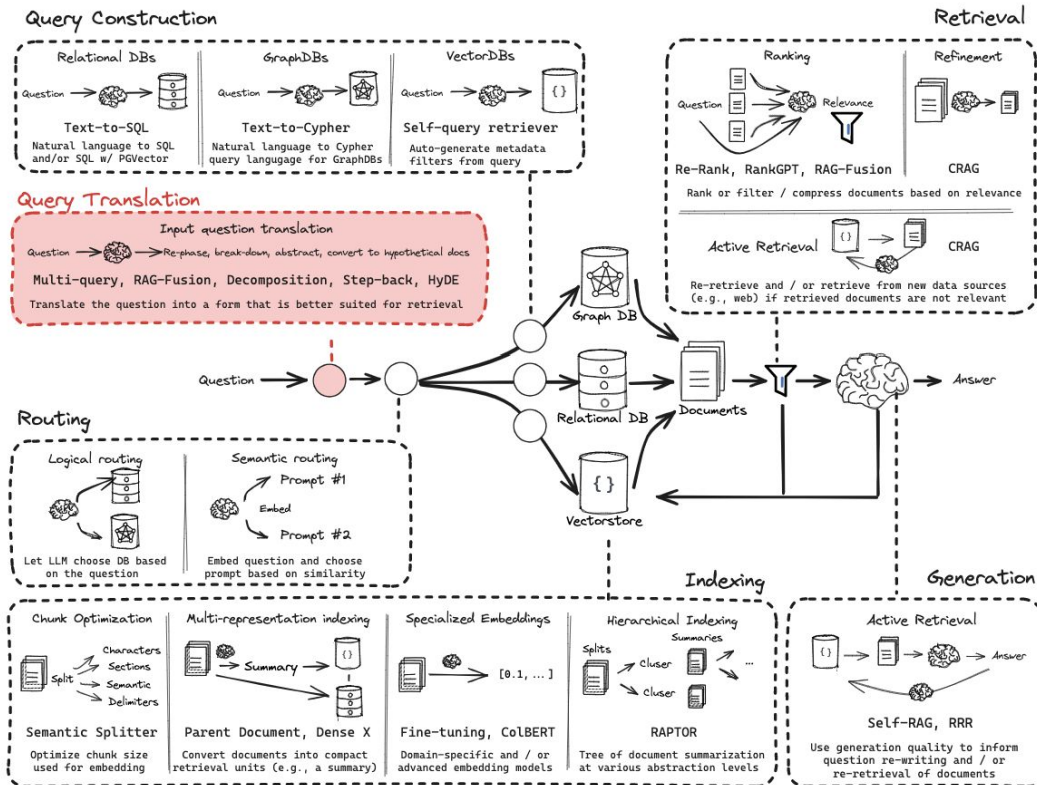 Query Construction
Relational DBs
Question
Text-to-SQL
Natural language to SQL
and/or SQL w/ PGVector
GraphDBs
Question
Text-to-Cypher
Natural language to Cypher
query langugage for GraphDBs
VectorDBs
Question
{ }
Self-query retriever
Auto-generate metadata
filters from query
Retrieval
Ranking
Question
Relevance
Re-Rank, RankGPT, RAG-Fusion
Refinement
CRAG
Rank or filter / compress documents based on relevance
Active Retrieval
{ }
CRAG
Re-retrieve and / or retrieve from new data sources
(e.g., web) if retrieved documents are not relevant
Query Translation
Input question translation
Question
Re-phase, break-down, abstract, convert to hypothetical docs
Multi-query, RAG-Fusion, Decomposition, Step-back, HyDE
Translate the question into a form that is better suited for retrieval
Question
Graph DB
Relational DB
{ }
Vectorstore
Documents
Answer
Routing
Logical routing
Let LLM choose DB based
on the question
Semantic routing
Prompt #1
Embed
Prompt #2
Embed question and choose
prompt based on similarity
Indexing
Chunk Optimization
Split
Characters
Sections
Semantic
Delimiters
Semantic Splitter
Optimize chunk size
used for embedding
Multi-representation indexing
Summary
{ }
Parent Document, Dense X
Convert documents into compact
retrieval units (e.g., a summary)
Specialized Embeddings
[0.1, ...]
Fine-tuning, ColBERT
Domain-specific and / or
advanced embedding models
Hierarchical Indexing
Summaries
Splits
Cluser
Cluser
...
RAPTOR
Tree of document summarization
at various abstraction levels
Generation
Active Retrieval
{ }
Answer
Self-RAG, RRR
Use generation quality to inform
question re-writing and / or
re-retrieval of documents